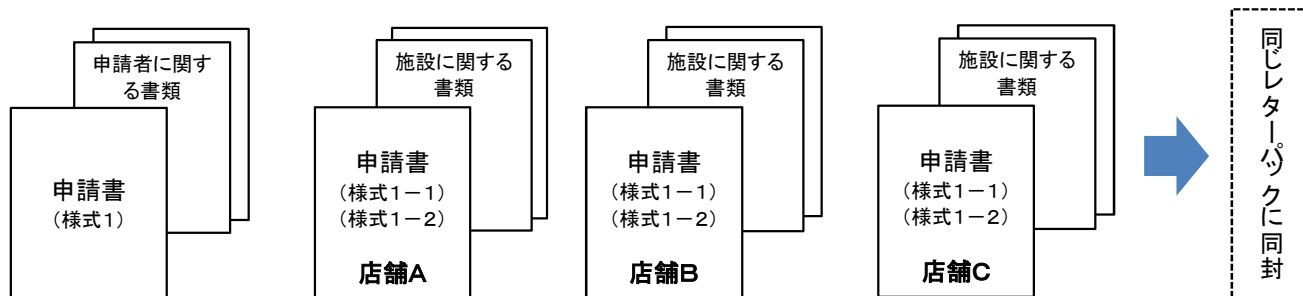 申請者に関す
る書類
申請書
（様式1）
施設に関する
書類
申請書
（様式1－1）
（様式1－2）
店舗A
施設に関する
書類
申請書
（様式1－1）
（様式1－2）
店舗B
施設に関する
書類
申請書
（様式1－1）
（様式1－2）
店舗C
同じレターパックに同封